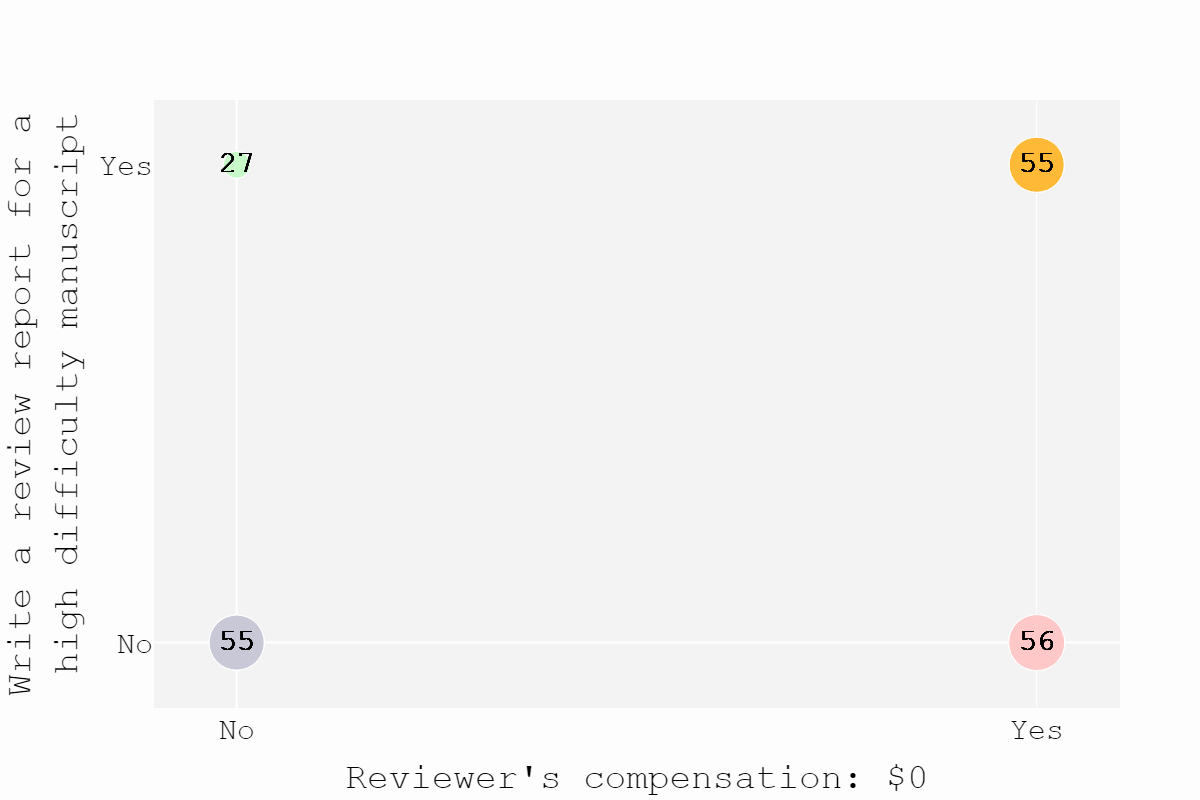 Write a review report for a
high difficulty manuscript
Yes
27
55
No
55
56
No
Yes
Reviewer's compensation: $0